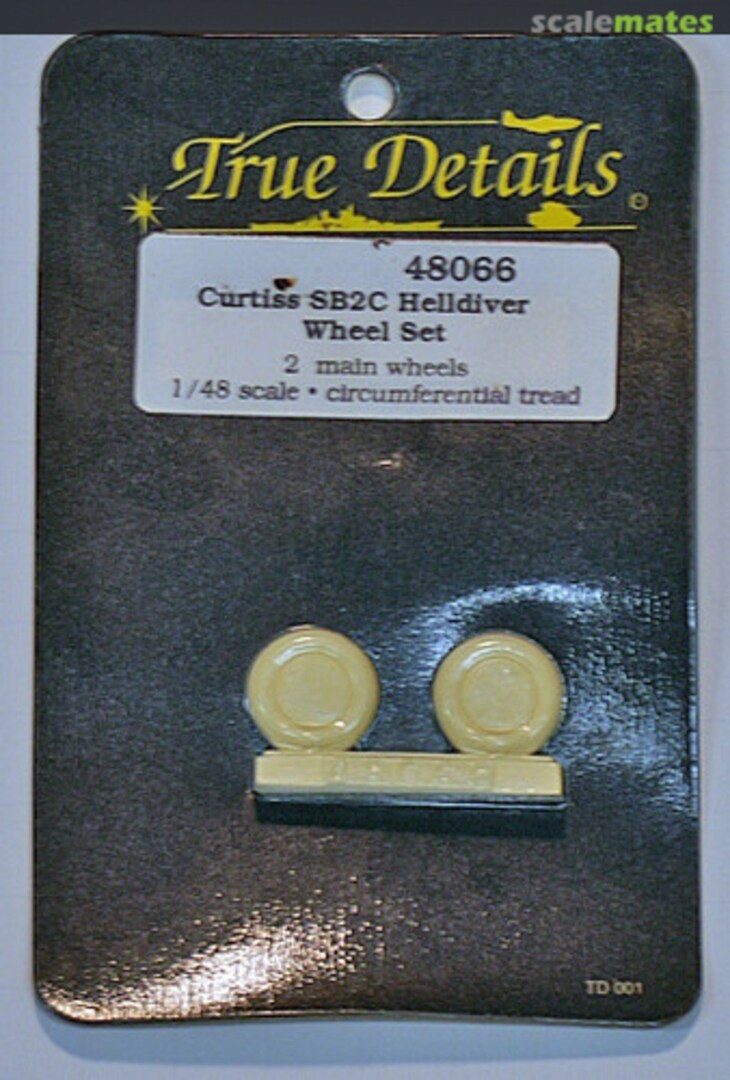 scalemates
True Details
©
48066
Curtiss SB2C Helldiver
Wheel Set
2 main wheels
1/48 scale • circumferential tread
TD 001